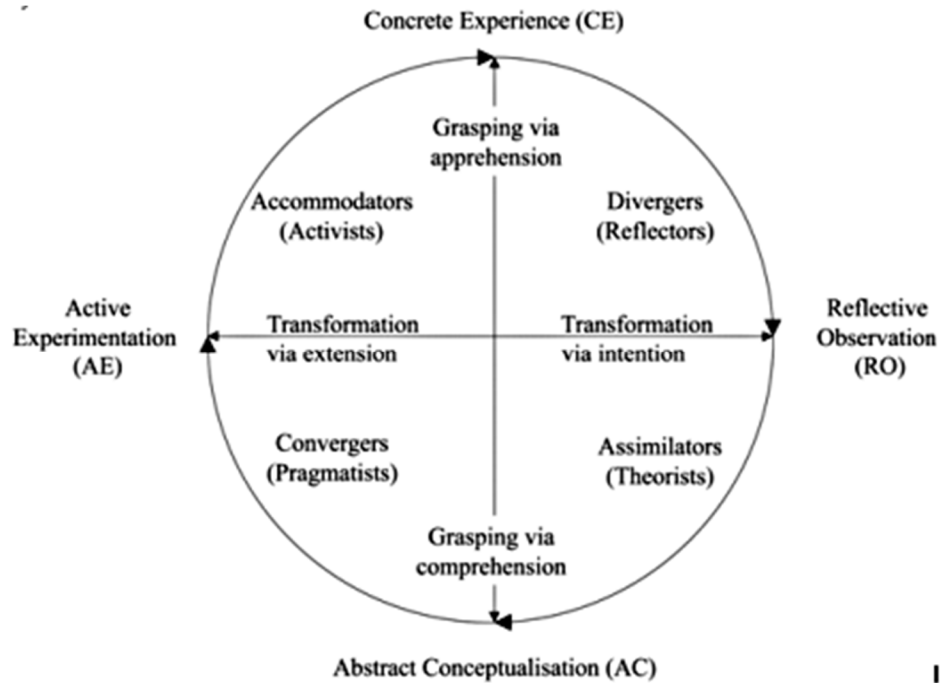 Concrete Experience (CE)
Grasping via
apprehension
Accommodators
(Activists)
Divergers
(Reflectors)
Active
Experimentation
(AE)
Transformation
via extension
Transformation
via intention
Reflective
Observation
(RO)
Convergers
(Pragmatists)
Assimilators
(Theorists)
Grasping via
comprehension
Abstract Conceptualisation (AC)